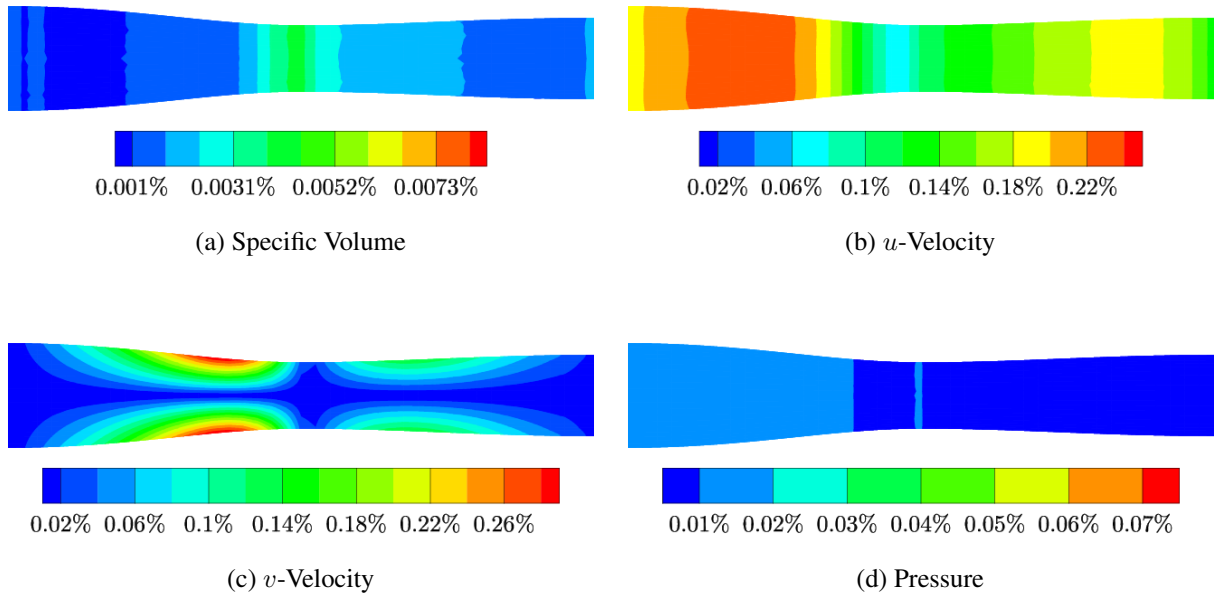 0.001% 0.0031% 0.0052% 0.0073%
(a) Specific Volume
0.02% 0.06% 0.1% 0.14% 0.18% 0.22%
(b) u-Velocity
0.02% 0.06% 0.1% 0.14% 0.18% 0.22% 0.26%
(c) v-Velocity
0.01% 0.02% 0.03% 0.04% 0.05% 0.06% 0.07%
(d) Pressure